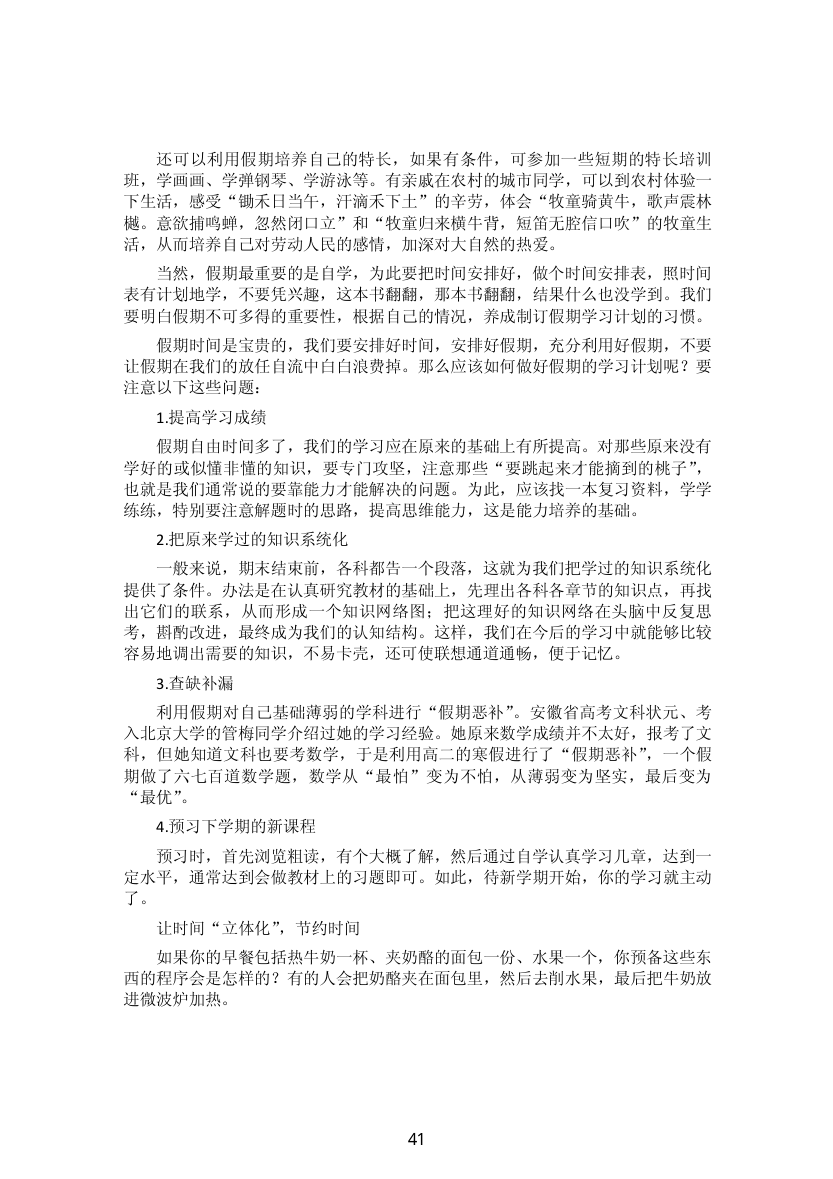 还可以利用假期培养自己的特长，如果有条件，可参加一些短期的特长培训
班，学画画、学弹钢琴、学游泳等。有亲戚在农村的城市同学，可以到农村体验一
下生活，感受“锄禾日当午，汗滴禾下土”的辛劳，体会“牧童骑黄牛，歌声震林
樾。意欲捕鸣蝉，忽然闭口立”和“牧童归来横牛背，短笛无腔信口吹”的牧童生
活，从而培养自己对劳动人民的感情，加深对大自然的热爱。
当然，假期最重要的是自学，为此要把时间安排好，做个时间安排表，照时间
表有计划地学，不要凭兴趣，这本书翻翻，那本书翻翻，结果什么也没学到。我们
要明白假期不可多得的重要性，根据自己的情况，养成制订假期学习计划的习惯。
假期时间是宝贵的，我们要安排好时间，安排好假期，充分利用好假期，不要
让假期在我们的放任自流中白白浪费掉。那么应该如何做好假期的学习计划呢？要
注意以下这些问题：
1.提高学习成绩
假期自由时间多了，我们的学习应在原来的基础上有所提高。对那些原来没有
学好的或似懂非懂的知识，要专门攻坚，注意那些“要跳起来才能摘到的桃子”，
也就是我们通常说的要靠能力才能解决的问题。为此，应该找一本复习资料，学学
练练，特别要注意解题时的思路，提高思维能力，这是能力培养的基础。
2.把原来学过的知识系统化
一般来说，期末结束前，各科都告一个段落，这就为我们把学过的知识系统化
提供了条件。办法是在认真研究教材的基础上，先理出各科各章节的知识点，再找
出它们的联系，从而形成一个知识网络图；把这理好的知识网络在头脑中反复思
考，斟酌改进，最终成为我们的认知结构。这样，我们在今后的学习中就能够比较
容易地调出需要的知识，不易卡壳，还可使联想通道通畅，便于记忆。
3.查缺补漏
利用假期对自己基础薄弱的学科进行“假期恶补”。安徽省高考文科状元、考
入北京大学的管梅同学介绍过她的学习经验。她原来数学成绩并不太好，报考了文
科，但她知道文科也要考数学，于是利用高二的寒假进行了“假期恶补”，一个假
期做了六七百道数学题，数学从“最怕”变为不怕，从薄弱变为坚实，最后变为
“最优”。
4.预习下学期的新课程
预习时，首先浏览粗读，有个大概了解，然后通过自学认真学习几章，达到一
定水平，通常达到会做教材上的习题即可。如此，待新学期开始，你的学习就主动
了。
让时间“立体化”，节约时间
如果你的早餐包括热牛奶一杯、夹奶酪的面包一份、水果一个，你预备这些东
西的程序会是怎样的？有的人会把奶酪夹在面包里，然后去削水果，最后把牛奶放
进微波炉加热。
41